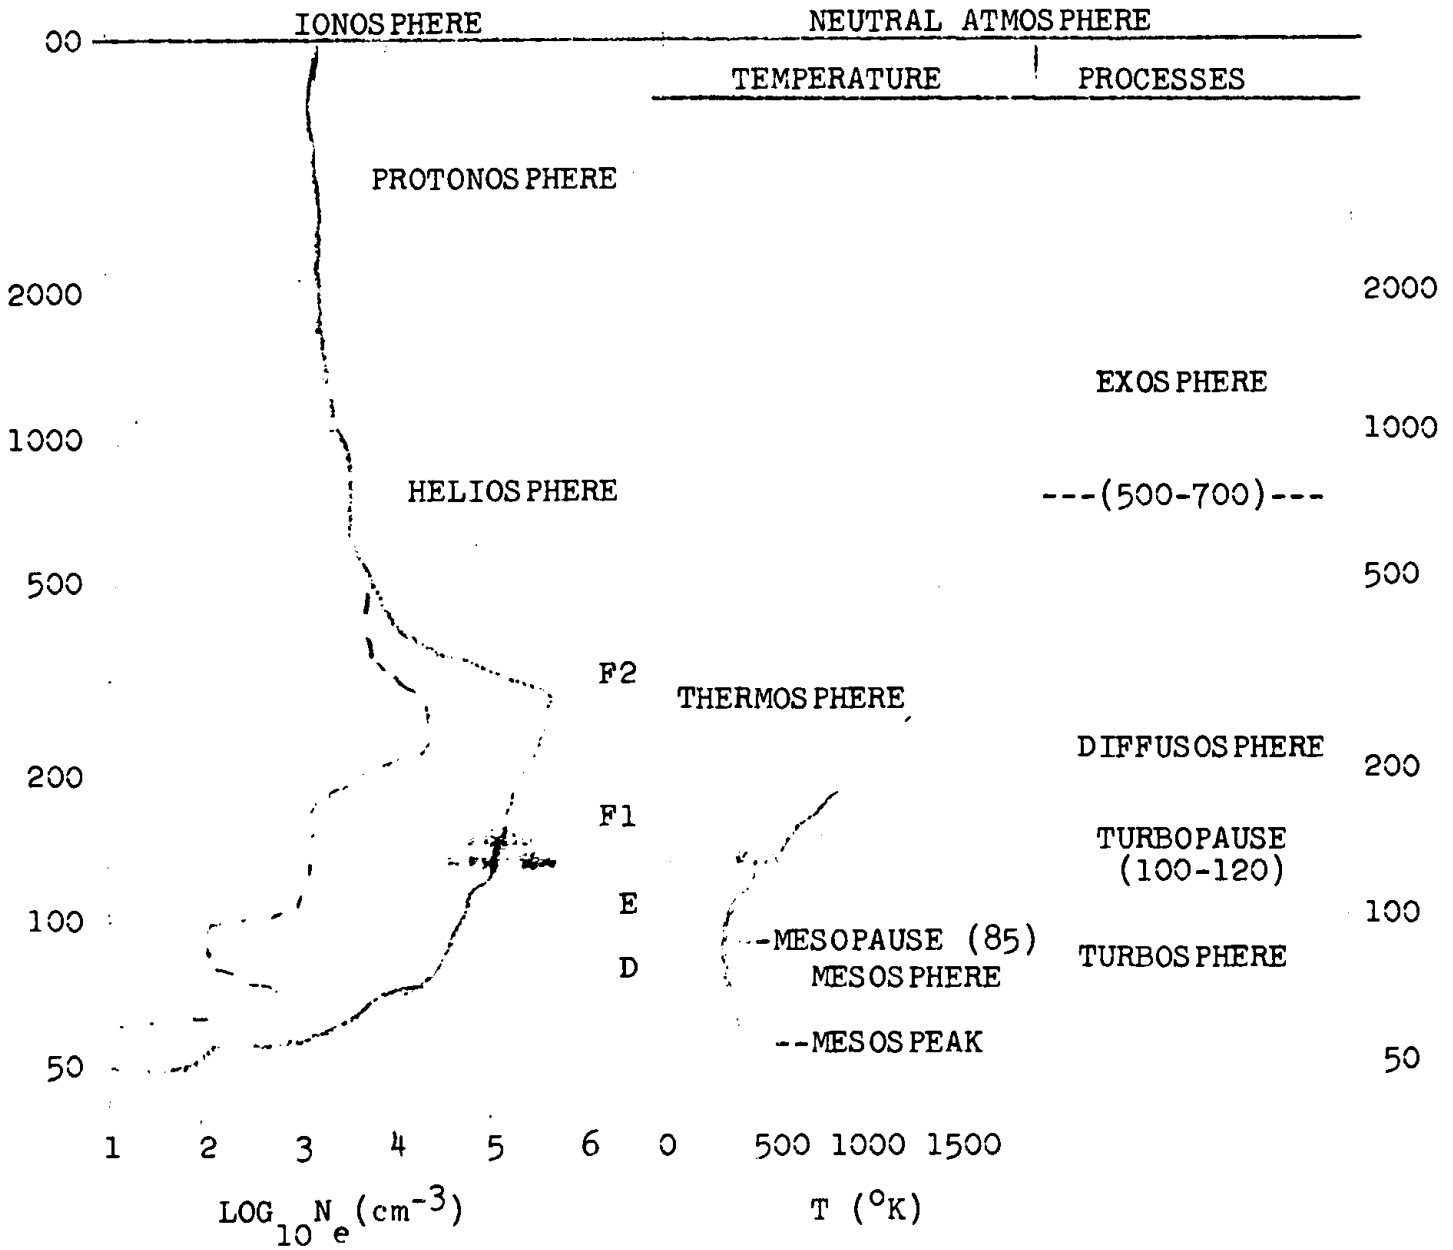 IONOSPHERE NEUTRAL ATMOSPHERE
00
TEMPERATURE PROCESSES
PROTONOSPHERE
2000 2000
EXOSPHERE
1000 1000
HELIOSPHERE ---(500-700)---
500 500
F2
THERMOSPHERE
DIFFUSOSPHERE
200 200
F1
TURBOPAUSE
(100-120)
E
100 100
--MESOPAUSE (85)
D TURBOSPHERE
MESOSPHERE
--MESOSPEAK
50 50
1 2 3 4 5 6 0 500 1000 1500
LOG10Ne(cm-3) T (OK)